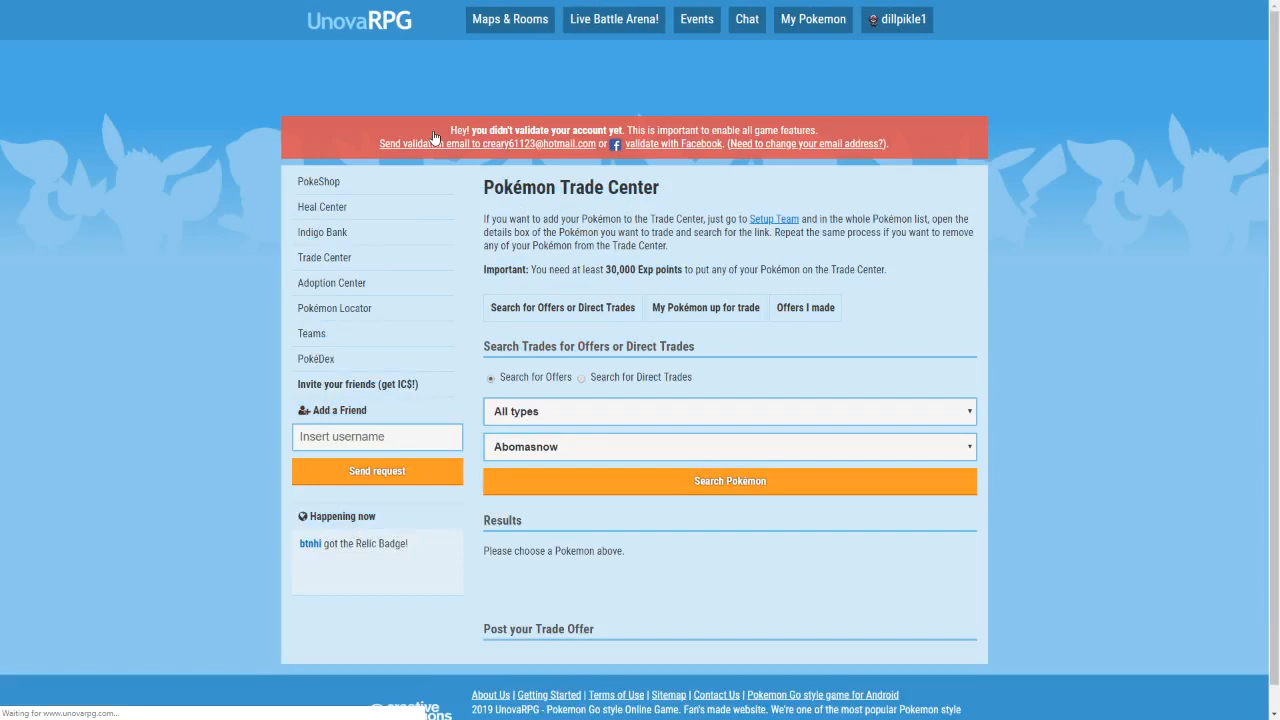 UnovaRPG
Maps & Rooms
Live Battle Arena!
Events
Chat
My Pokemon
dillpikle1
Hey! you didn't validate your account yet. This is important to enable all game features.
Send validat email to creary61123@hotmail.com or validate with Facebook. (Need to change your email address?).
PokeShop
Heal Center
Indigo Bank
Trade Center
Adoption Center
Pokémon Locator
Teams
PokéDex
Invite your friends (get IC$!)
Add a Friend
Insert username
Send request
Happening now
btnhi got the Relic Badge!
Pokémon Trade Center
If you want to add your Pokémon to the Trade Center, just go to Setup Team and in the whole Pokémon list, open the
details box of the Pokémon you want to trade and search for the link. Repeat the same process if you want to remove
any of your Pokémon from the Trade Center.
Important: You need at least 30,000 Exp points to put any of your Pokémon on the Trade Center.
Search for Offers or Direct Trades
My Pokémon up for trade
Offers I made
Search Trades for Offers or Direct Trades
Search for Offers
Search for Direct Trades
All types
Abomasnow
Search Pokémon
Results
Please choose a Pokemon above.
Post your Trade Offer
About Us | Getting Started | Terms of Use | Sitemap | Contact Us | Pokemon Go style game for Android
2019 UnovaRPG - Pokemon Go style Online Game. Fan's made website. We're one of the most popular Pokemon style
creative
commons
Waiting for www.unovarpg.com...